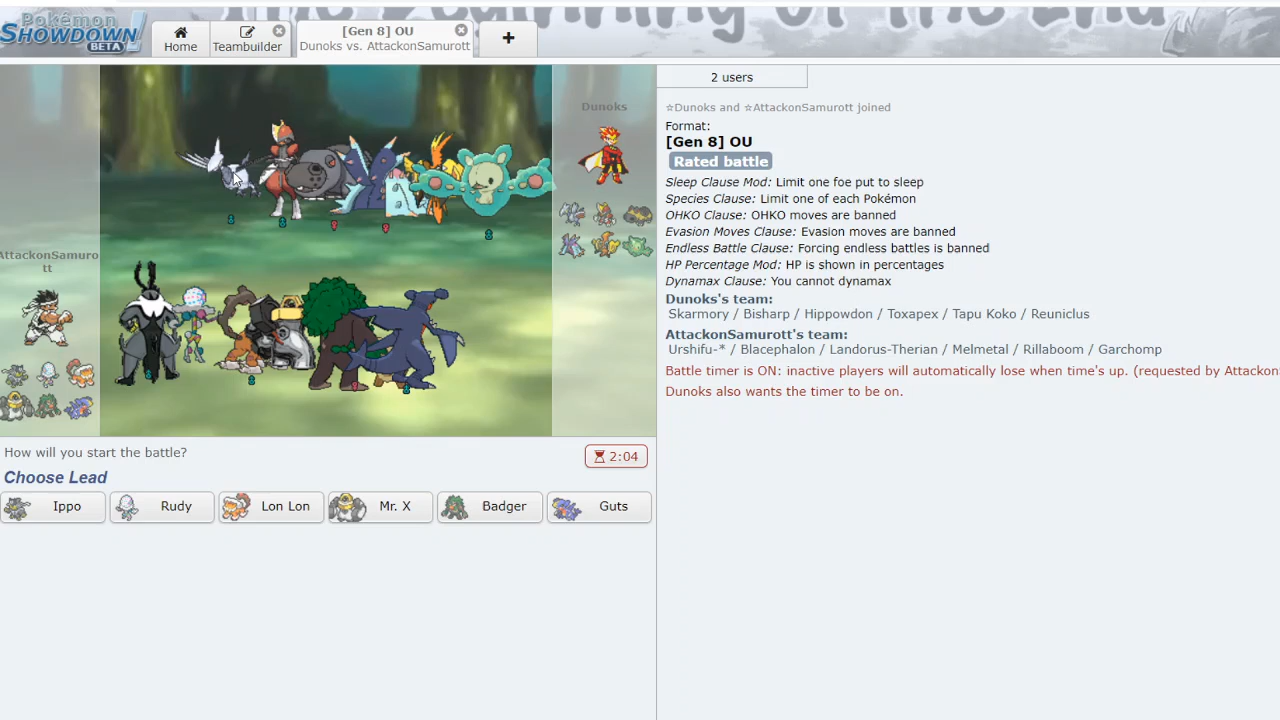 Pokémon
SHOWDOWN!
BETA
Home
Teambuilder
[Gen 8] OU
Dunoks vs. AttackonSamurott
+
2 users
Dunoks
AttackonSamuro
tt
☆Dunoks and ☆AttackonSamurott joined
Format:
[Gen 8] OU
Rated battle
Sleep Clause Mod: Limit one foe put to sleep
Species Clause: Limit one of each Pokémon
OHKO Clause: OHKO moves are banned
Evasion Moves Clause: Evasion moves are banned
Endless Battle Clause: Forcing endless battles is banned
HP Percentage Mod: HP is shown in percentages
Dynamax Clause: You cannot dynamax
Dunoks's team:
Skarmory / Bisharp / Hippowdon / Toxapex / Tapu Koko / Reuniclus
AttackonSamurott's team:
Urshifu-* / Blacephalon / Landorus-Therian / Melmetal / Rillaboom / Garchomp
Battle timer is ON: inactive players will automatically lose when time's up. (requested by Attackon
Dunoks also wants the timer to be on.
How will you start the battle?
2:04
Choose Lead
Ippo
Rudy
Lon Lon
Mr. X
Badger
Guts